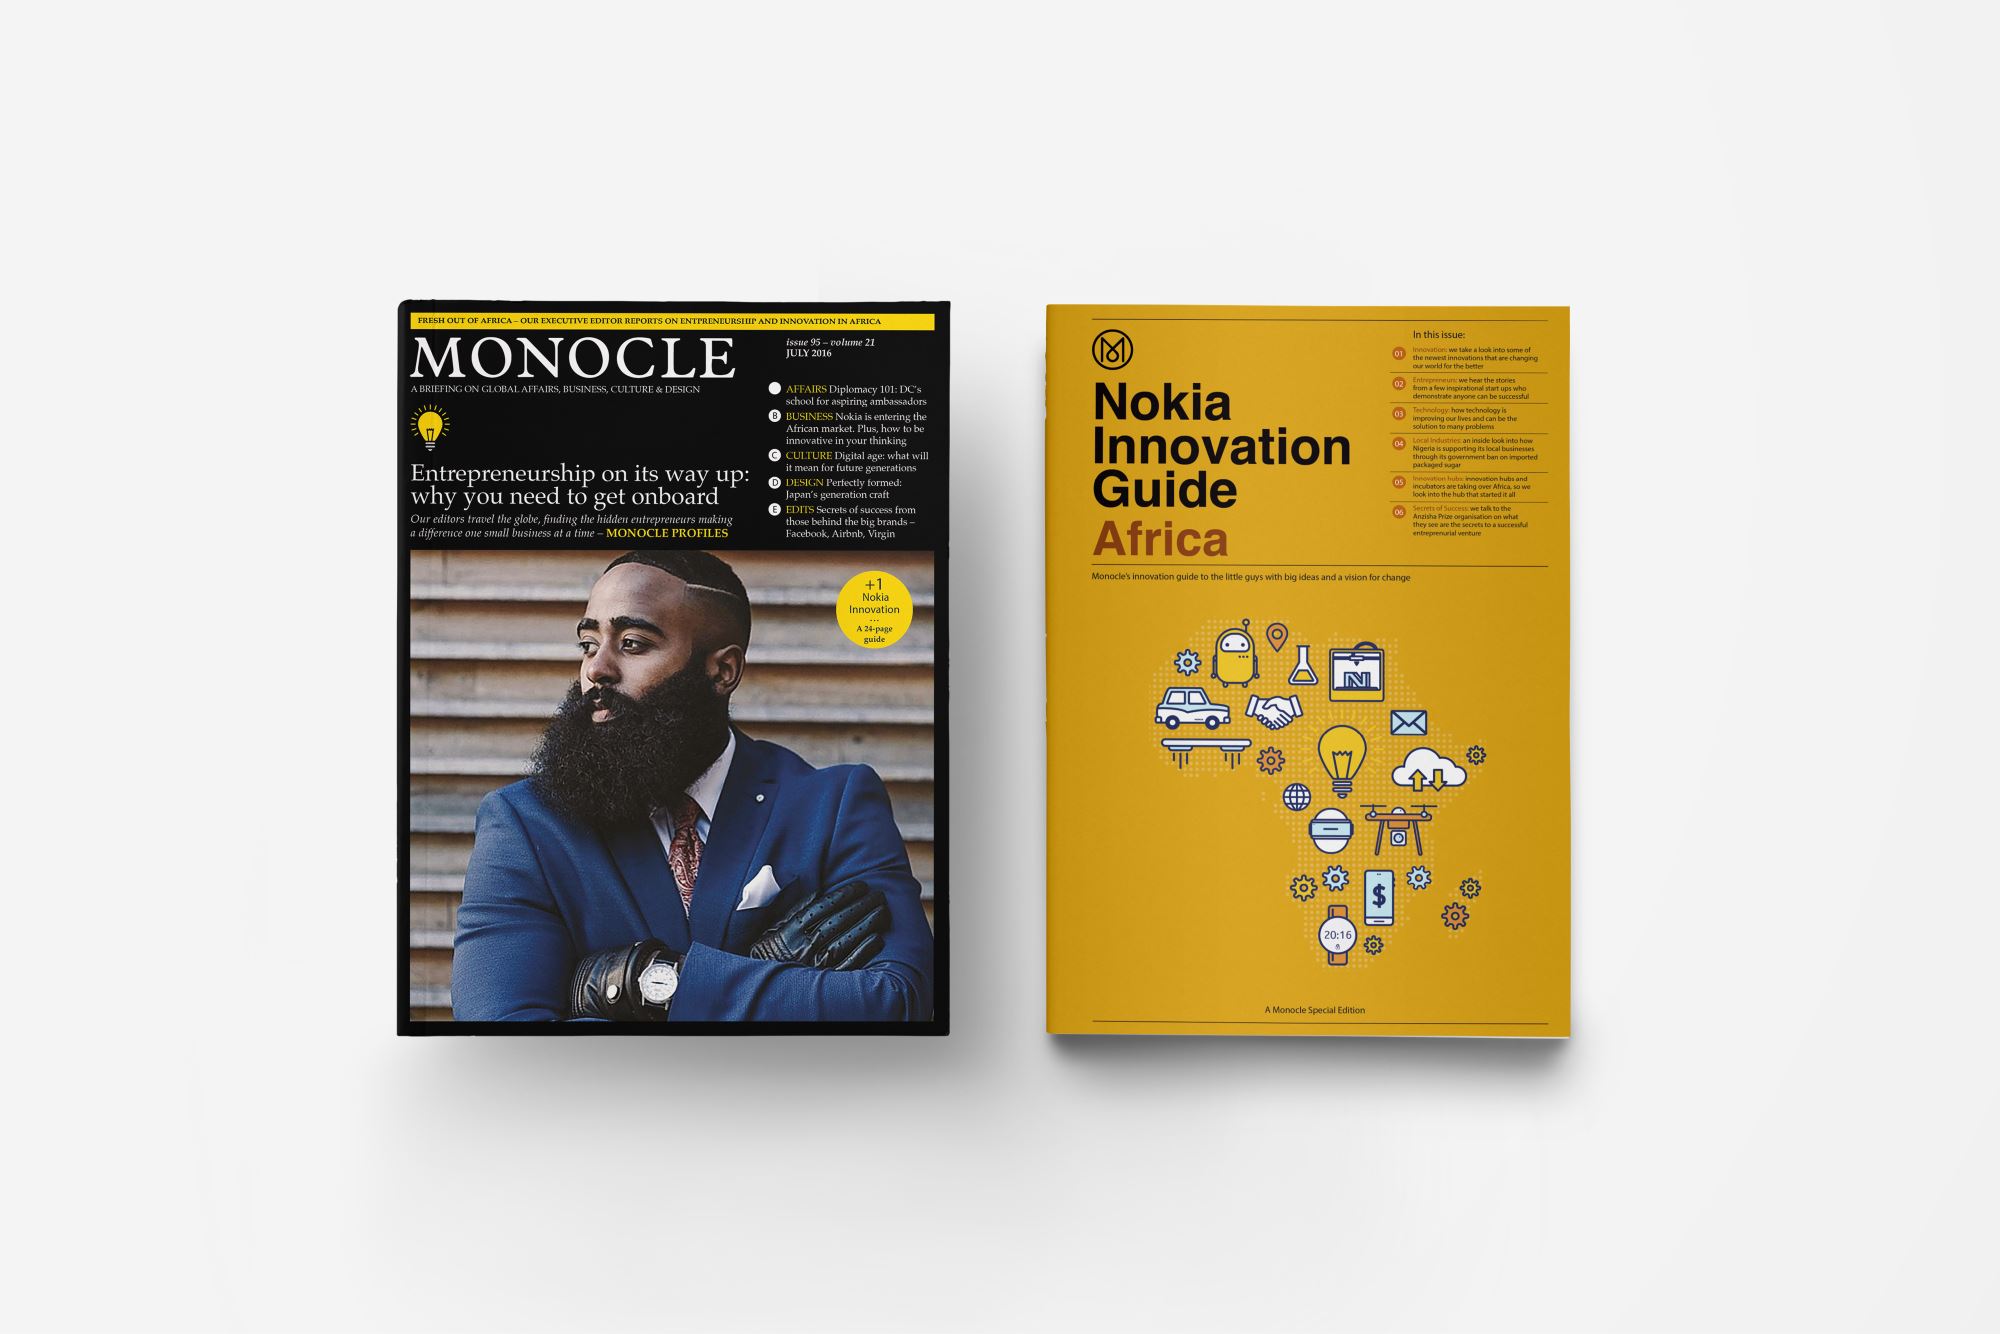 FRESH OUT OF AFRICA – OUR EXECUTIVE EDITOR REPORTS ON ENTPRENEURSHIP AND INNOVATION IN AFRICA
MONOCLE
A BRIEFING ON GLOBAL AFFAIRS, BUSINESS, CULTURE & DESIGN
issue 95 – volume 21
JULY 2016
AFFAIRS Diplomacy 101: DC's
school for aspiring ambassadors
B BUSINESS Nokia is entering the
African market. Plus, how to be
innovative in your thinking
C CULTURE Digital age: what will
it mean for future generations
D DESIGN Perfectly formed:
Japan's generation craft
E EDITS Secrets of success from
those behind the big brands –
Facebook, Airbnb, Virgin
Entrepreneurship on its way up:
why you need to get onboard
Our editors travel the globe, finding the hidden entrepreneurs making
a difference one small business at a time – MONOCLE PROFILES
+1
Nokia
Innovation
...
A 24-page
guide
Nokia
Innovation
Guide
Africa
In this issue:
01 Innovation: we take a look into some of
the newest innovations that are changing
our world for the better
02 Entrepreneurs: we hear the stories
from a few inspirational start ups who
demonstrate anyone can be successful
03 Technology: how technology is
improving our lives and can be the
solution to many problems
04 Local Industries: an inside look into how
Nigeria is supporting its local businesses
through its government ban on imported
packaged sugar
05 Innovation hubs: innovation hubs and
incubators are taking over Africa, so we
look into the hub that started it all
06 Secrets of Success: we talk to the
Anzisha Prize organisation on what
they see are the secrets to a successful
entreprenurial venture
Monocle's innovation guide to the little guys with big ideas and a vision for change
N
$
20:16
A Monocle Special Edition